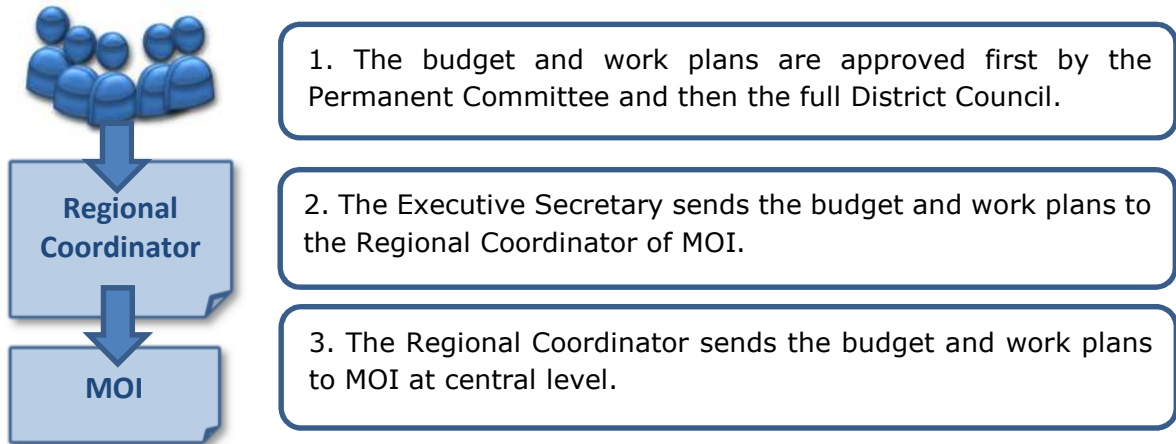 1. The budget and work plans are approved first by the
Permanent Committee and then the full District Council.
Regional
Coordinator
2. The Executive Secretary sends the budget and work plans to
the Regional Coordinator of MOI.
MOI
3. The Regional Coordinator sends the budget and work plans
to MOI at central level.